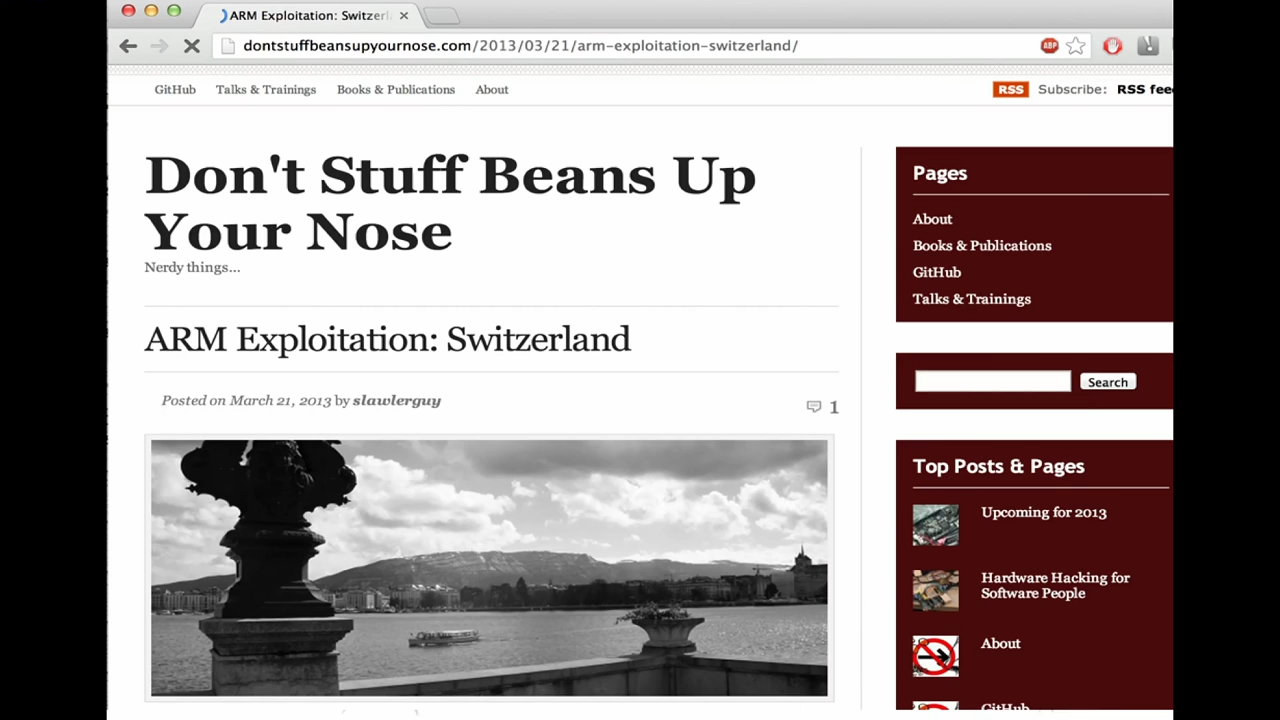 ARM Exploitation: Switzerl
dontstuffbeansupyournose.com/2013/03/21/arm-exploitation-switzerland/
ABP
GitHub Talks & Trainings Books & Publications About
RSS Subscribe: RSS fee
Don't Stuff Beans Up
Your Nose
Nerdy things...
ARM Exploitation: Switzerland
Posted on March 21, 2013 by slawlerguy
1
Pages
About
Books & Publications
GitHub
Talks & Trainings
Search
Top Posts & Pages
Upcoming for 2013
Hardware Hacking for
Software People
About
GitHub